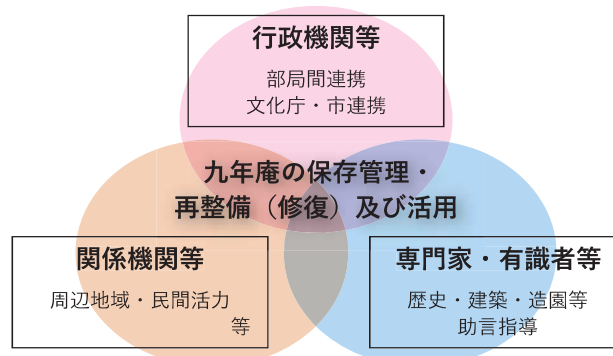 行政機関等
部局間連携
文化庁・市連携
九年庵の保存管理・
再整備（修復）及び活用
関係機関等
周辺地域・民間活力
等
専門家・有識者等
歴史・建築・造園等
助言指導